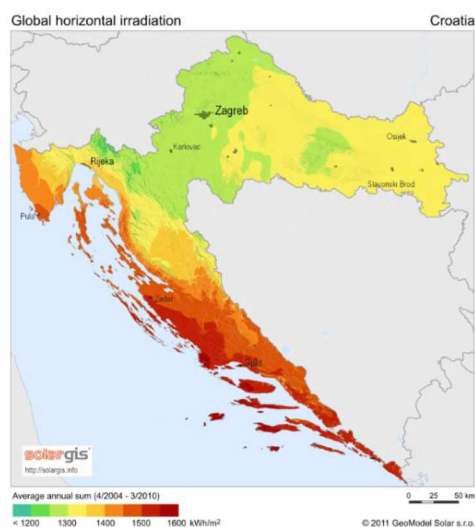 Global horizontal irradiation Croatia
Zagreb
Karlovac
Rijeka
Osijek
Slavonski Brod
Pula
Zadar
Split
solargis
http://solargis.info
Average annual sum (4/2004 - 3/2010)
< 1200 1300 1400 1500 1600 kWh/m²
0 25 50 km
© 2011 GeoModel Solar s.r.o.